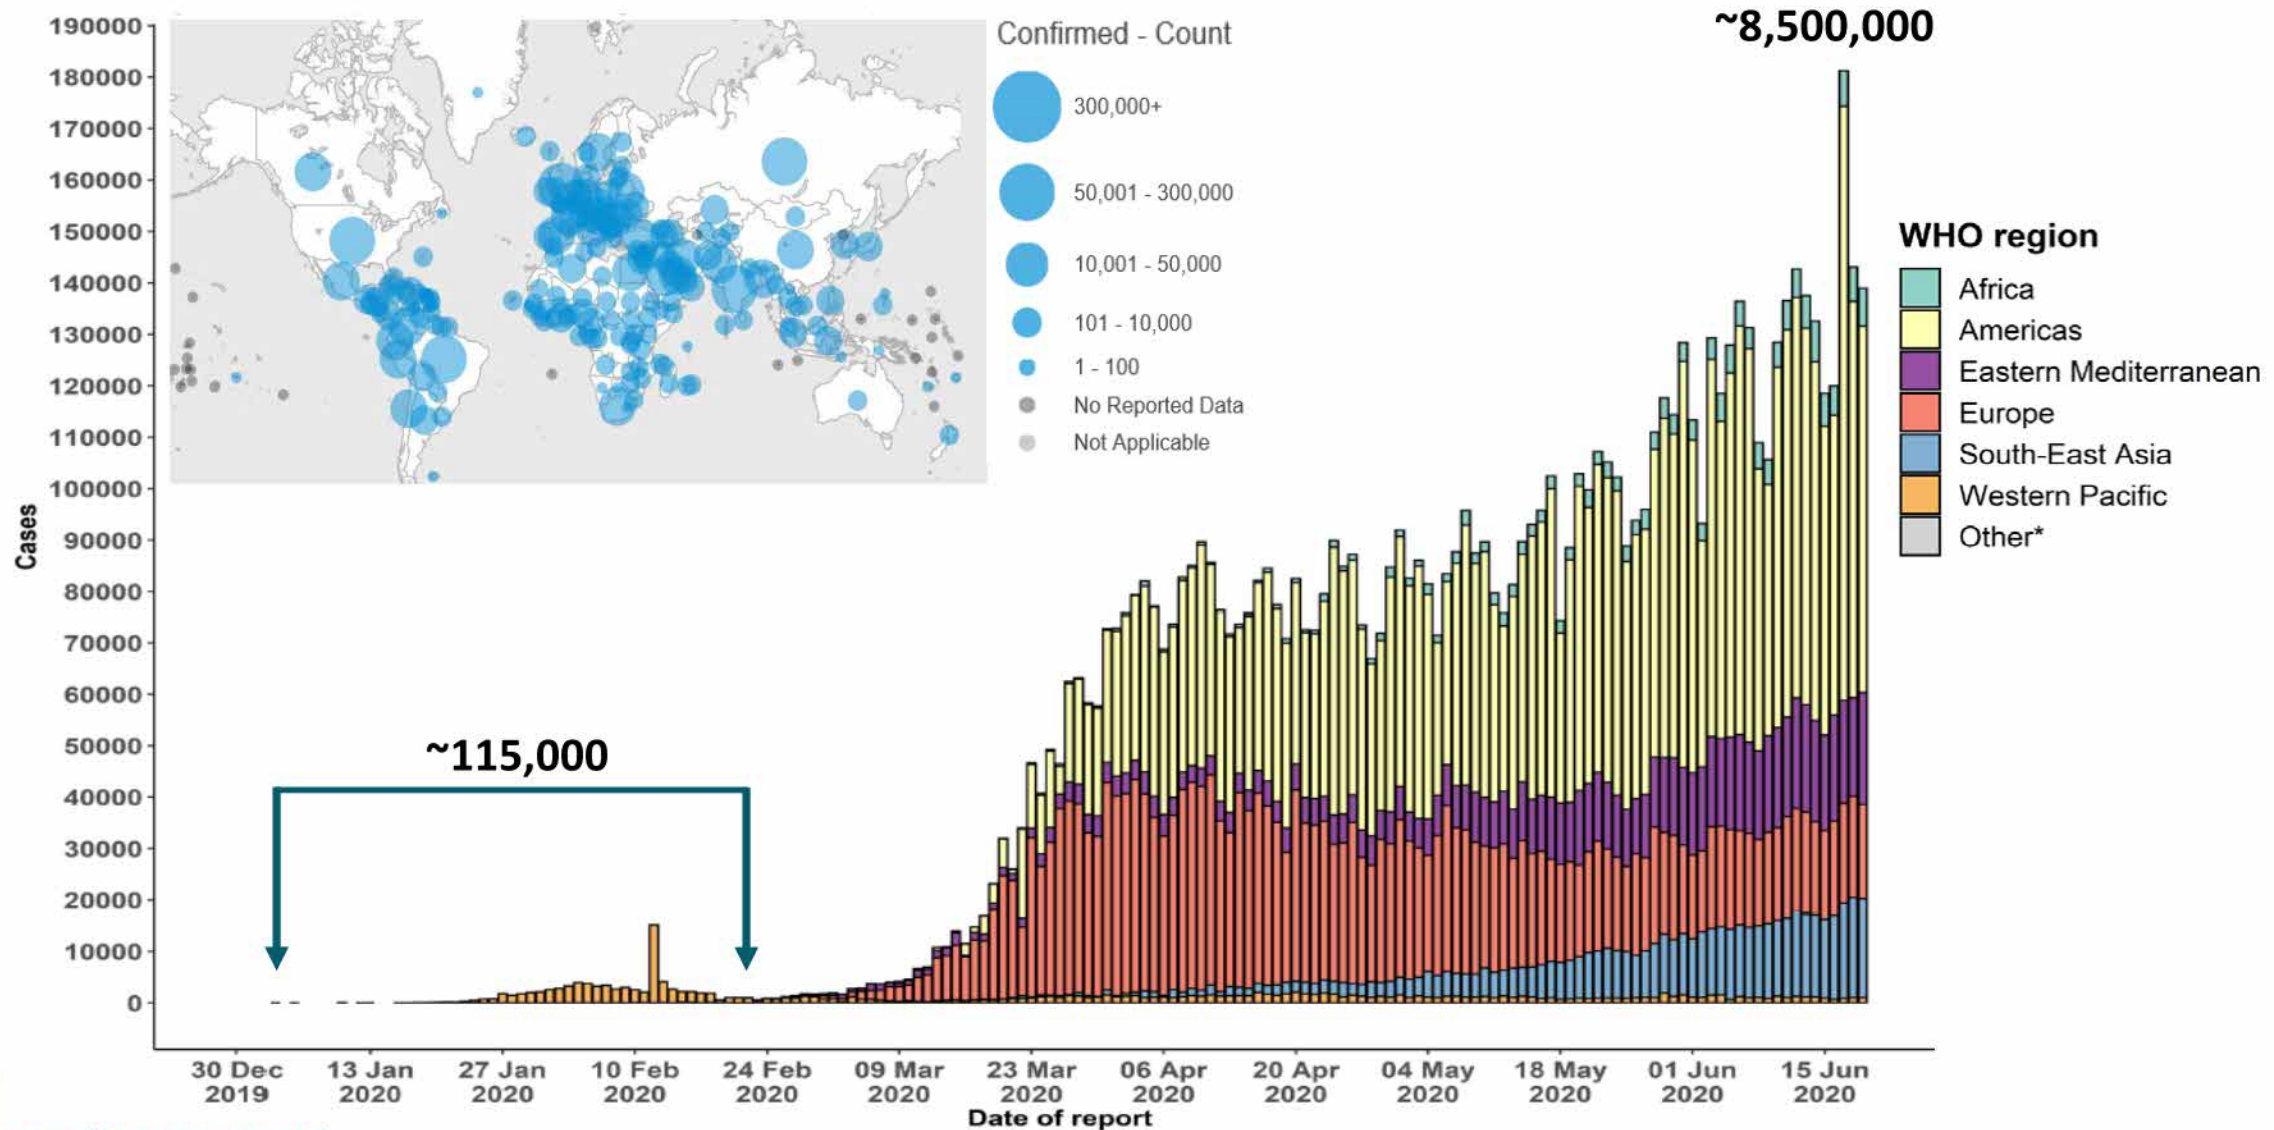 ~8,500,000
190000
180000
170000
160000
150000
140000
130000
120000
110000
100000
90000
80000
70000
60000
50000
40000
30000
20000
10000
0
Cases
Confirmed - Count
300,000+
50,001 - 300,000
10,001 - 50,000
101 - 10,000
1 - 100
No Reported Data
Not Applicable
WHO region
Africa
Americas
Eastern Mediterranean
Europe
South-East Asia
Western Pacific
Other*
~115,000
30 Dec 2019
13 Jan 2020
27 Jan 2020
10 Feb 2020
24 Feb 2020
09 Mar 2020
23 Mar 2020
06 Apr 2020
20 Apr 2020
04 May 2020
18 May 2020
01 Jun 2020
15 Jun 2020
Date of report